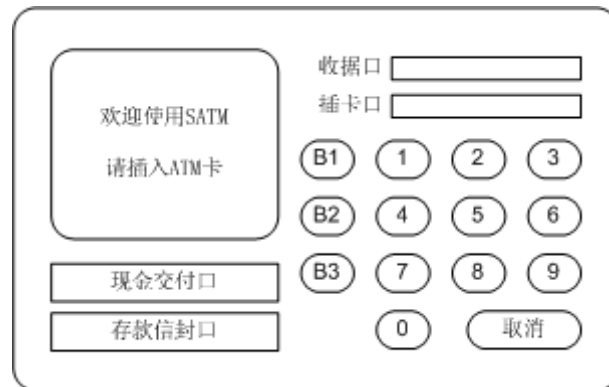 欢迎使用SATM
请插入ATM卡
现金交付口
存款信封口
收据口
插卡口
B1 1 2 3
B2 4 5 6
B3 7 8 9
0 取消